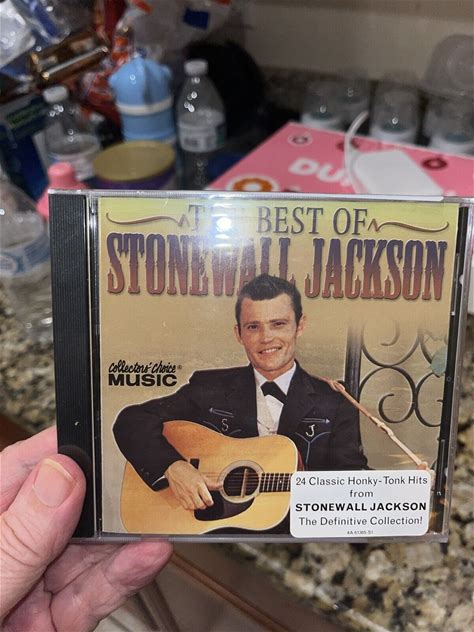 THE BEST OF
STONEWALL JACKSON
Collectors' Choice®
MUSIC
S J
24 Classic Honky-Tonk Hits
from
STONEWALL JACKSON
The Definitive Collection!
DU